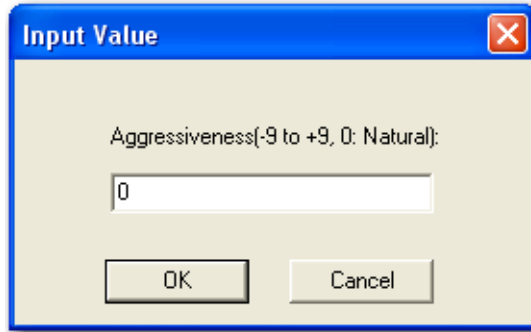 Input Value
Aggressiveness(-9 to +9, 0: Natural):
0
OK
Cancel